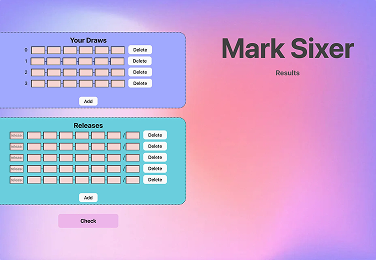 Your Draws
0 Delete
1 Delete
2 Delete
3 Delete
Add
Releases
Delete
Delete
Delete
Delete
Delete
Add
Check
Mark Sixer
Results